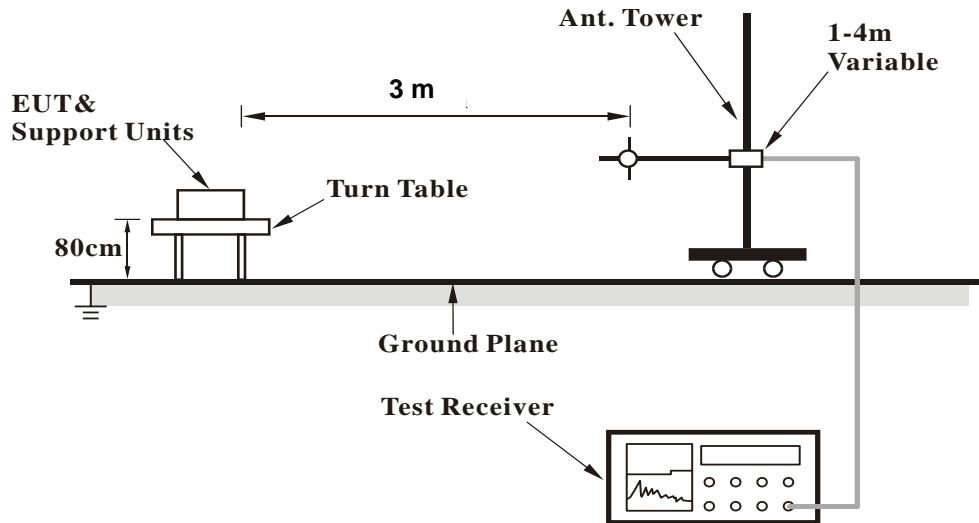 Ant. Tower
1-4m
Variable
3 m
EUT&
Support Units
Turn Table
80cm
Ground Plane
Test Receiver